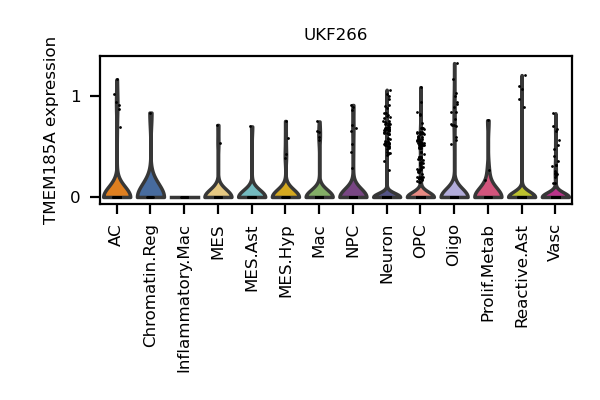 UKF266
TMEM185A expression
1
0
AC
Chromatin.Reg
Inflammatory.Mac
MES
MES.Ast
MES.Hyp
Mac
NPC
Neuron
OPC
Oligo
Prolif.Metab
Reactive.Ast
Vasc